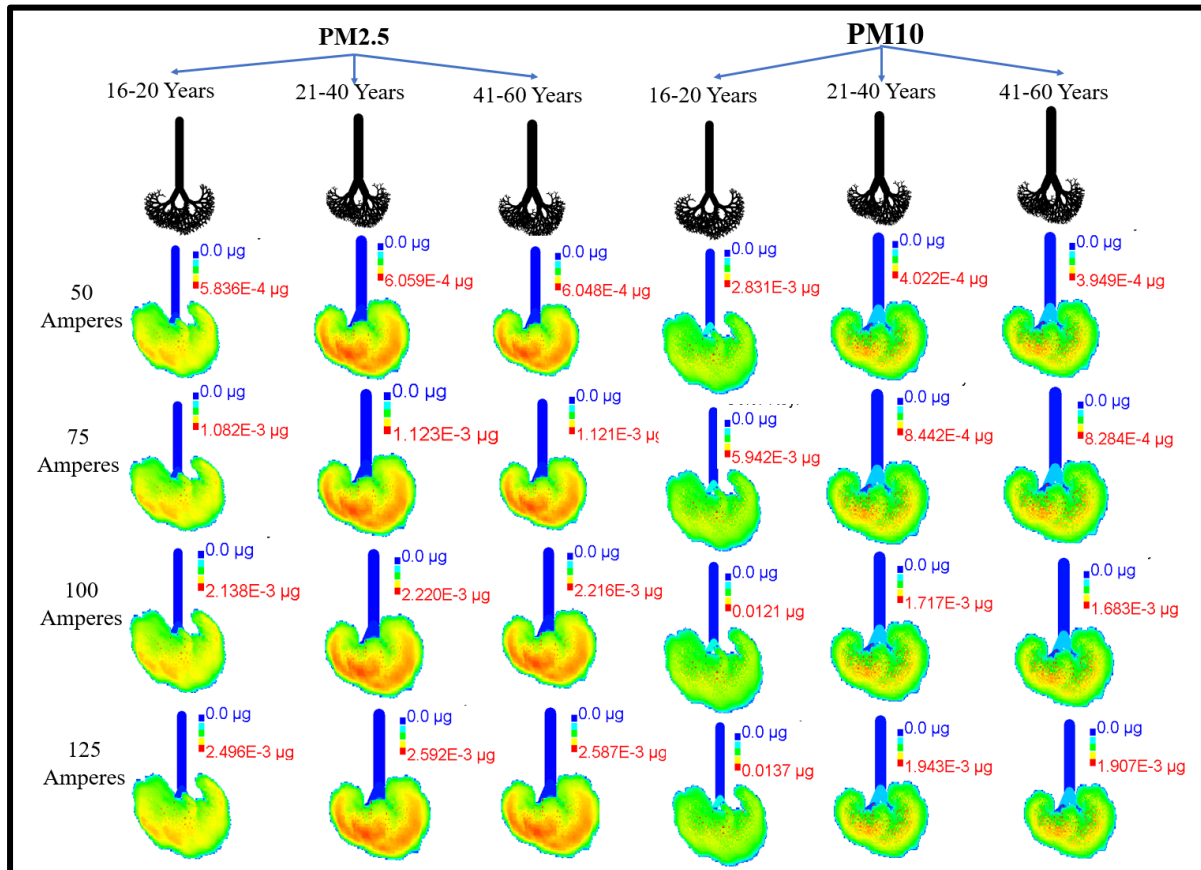 PM2.5
PM10
16-20 Years
21-40 Years
41-60 Years
16-20 Years
21-40 Years
41-60 Years
50
Amperes
0.0 µg
5.836E-4 µg
0.0 µg
6.059E-4 µg
0.0 µg
6.048E-4 µg
0.0 µg
2.831E-3 µg
0.0 µg
4.022E-4 µg
0.0 µg
3.949E-4 µg
75
Amperes
0.0 µg
1.082E-3 µg
0.0 µg
1.123E-3 µg
0.0 µg
1.121E-3 µg
0.0 µg
5.942E-3 µg
0.0 µg
8.442E-4 µg
0.0 µg
8.284E-4 µg
100
Amperes
0.0 µg
2.138E-3 µg
0.0 µg
2.220E-3 µg
0.0 µg
2.216E-3 µg
0.0 µg
0.0121 µg
0.0 µg
1.717E-3 µg
0.0 µg
1.683E-3 µg
125
Amperes
0.0 µg
2.496E-3 µg
0.0 µg
2.592E-3 µg
0.0 µg
2.587E-3 µg
0.0 µg
0.0137 µg
0.0 µg
1.943E-3 µg
0.0 µg
1.907E-3 µg